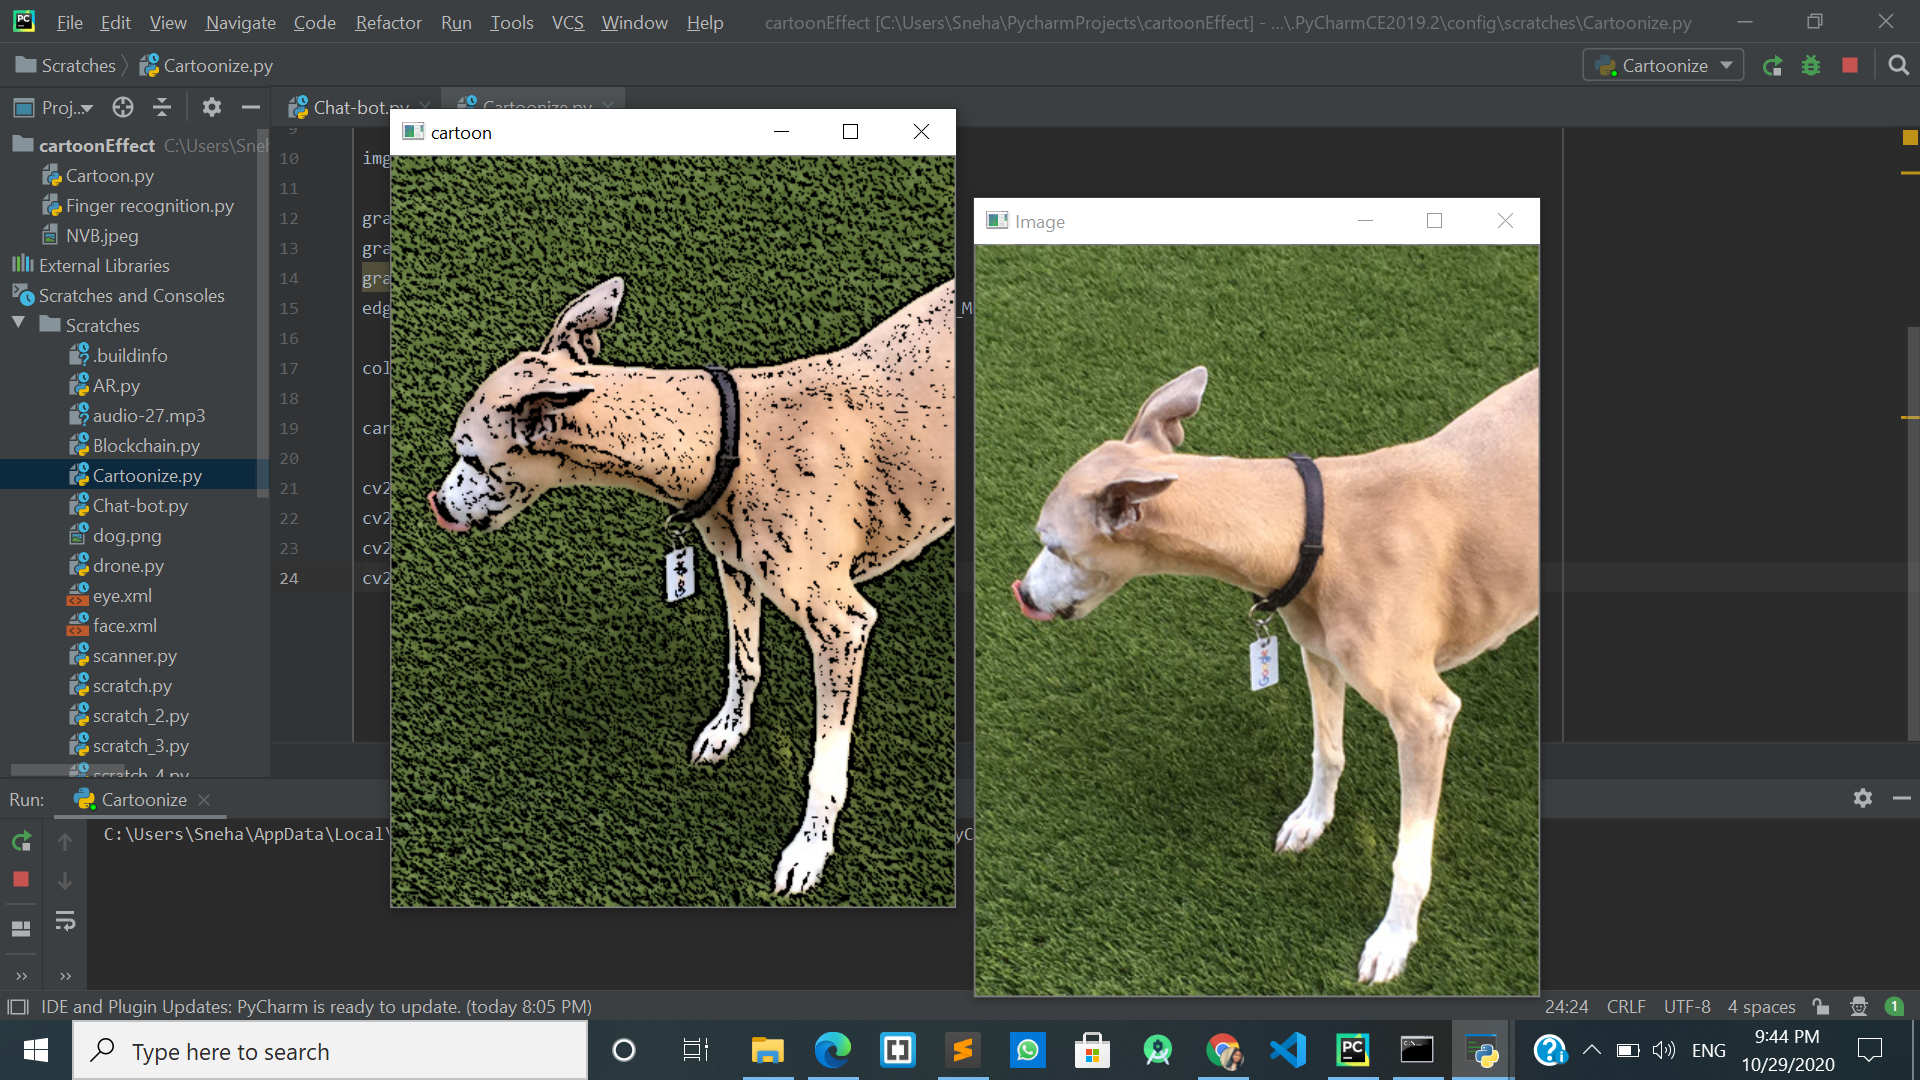 File Edit View Navigate Code Refactor Run Tools VCS Window Help cartoonEffect [C:\Users\Sneha\PycharmProjects\cartoonEffect] - ...\.PyCharmCE2019.2\config\scratches\Cartoonize.py
Scratches Cartoonize.py Cartoonize
Proj... Chat-bot.py Cartoonize.py
cartoon
Image
cartoonEffect C:\Users\Sneh
Cartoon.py
Finger recognition.py
NVB.jpeg
External Libraries
Scratches and Consoles
Scratches
.buildinfo
AR.py
audio-27.mp3
Blockchain.py
Cartoonize.py
Chat-bot.py
dog.png
drone.py
eye.xml
face.xml
scanner.py
scratch.py
scratch_2.py
scratch_3.py
scratch_4.py
9
10 img
11
12 gra
13 gra
14 gra
15 edg _M
16
17 col
18
19 car
20
21 cv2
22 cv2
23 cv2
24 cv2
Google
Run: Cartoonize
C:\Users\Sneha\AppData\Local\ yC
IDE and Plugin Updates: PyCharm is ready to update. (today 8:05 PM) 24:24 CRLF UTF-8 4 spaces 1
Type here to search
PC
ENG
9:44 PM
10/29/2020